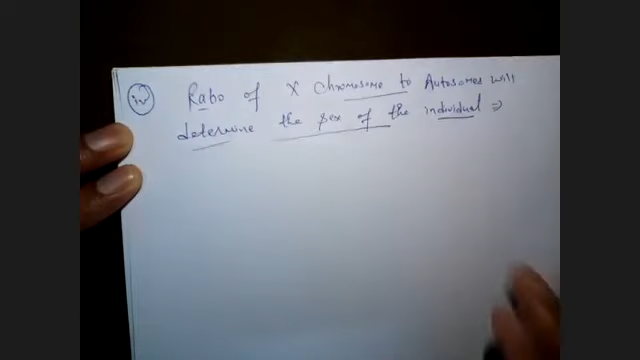 (iv) Ratio of X Chromosome to Autosomes will
determine the sex of the individual ⇒